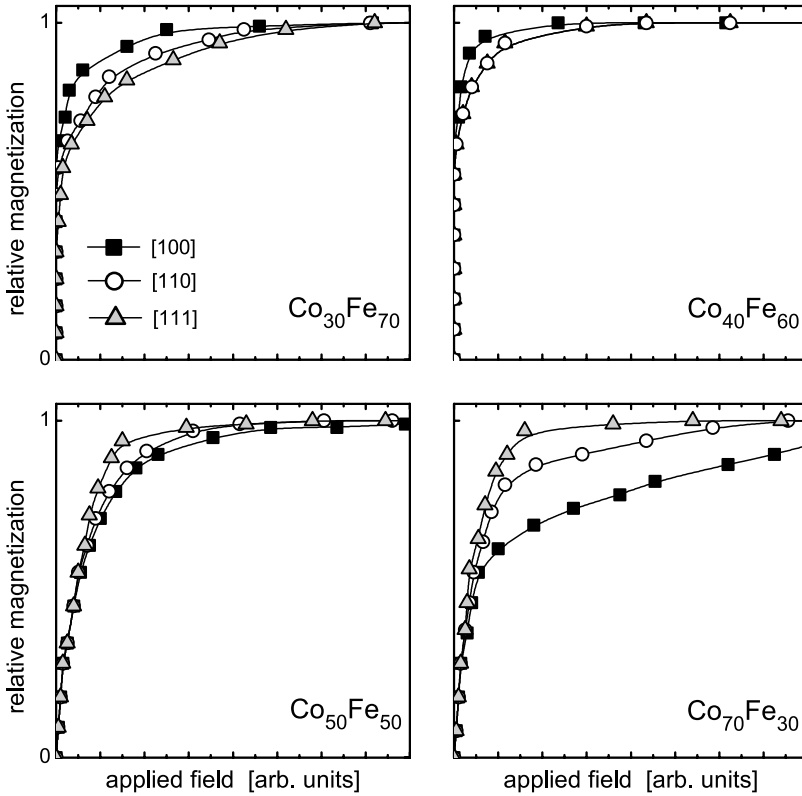 1
relative magnetization
[100]
[110]
[111]
Co30Fe70
0
Co40Fe60
1
relative magnetization
Co50Fe50
0
applied field [arb. units]
Co70Fe30
applied field [arb. units]